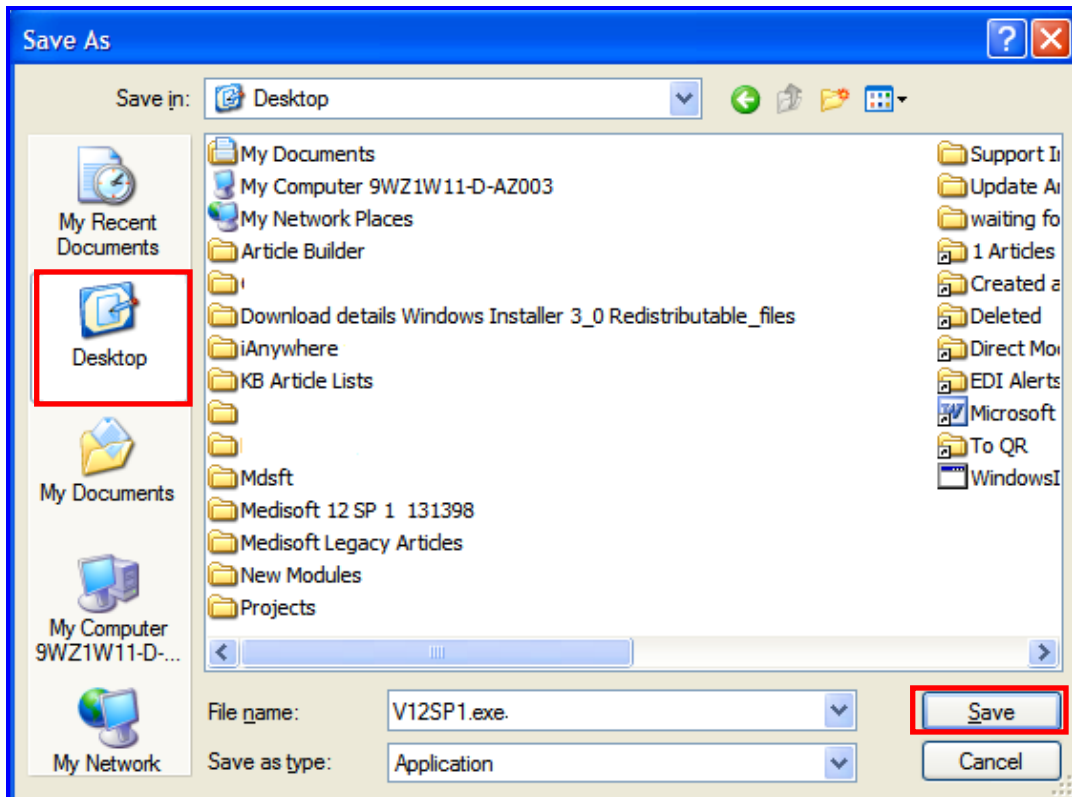 Save As
Save in:
Desktop
My Recent
Documents
Desktop
My Documents
My Computer
9WZ1W11-D-...
My Network
My Documents
My Computer 9WZ1W11-D-AZ003
My Network Places
Article Builder
Download details Windows Installer 3_0 Redistributable_files
iAnywhere
KB Article Lists
Mdsft
Medisoft 12 SP 1 131398
Medisoft Legacy Articles
New Modules
Projects
Support
Update
waiting
1 Articles
Created
Deleted
Direct
EDI Alerts
Microsoft
To QR
File name:
V12SP1.exe.
Save
Save as type:
Application
Cancel